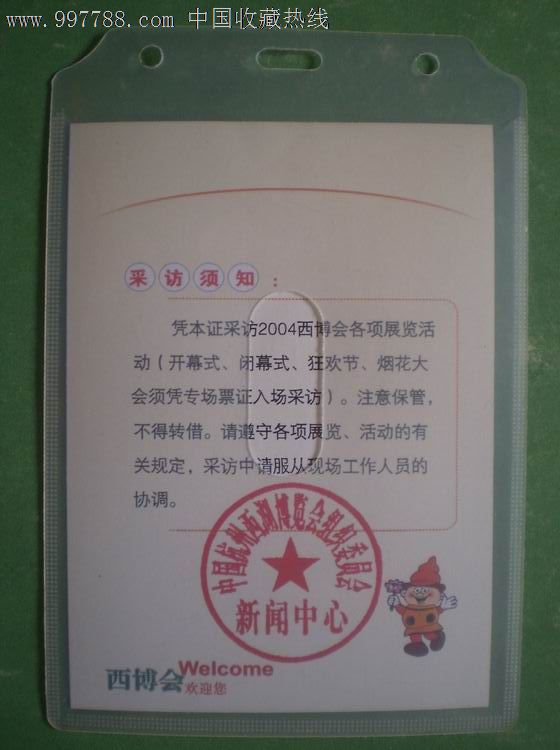 www.997788.com 中国收藏热线
采访须知：
凭本证采访2004西博会各项展览活
动（开幕式、闭幕式、狂欢节、烟花大
会须凭专场票证入场采访）。注意保管，
不得转借。请遵守各项展览、活动的有
关规定，采访中请服从现场工作人员的
协调。
中国杭州西湖博览会组织委员会
新闻中心
西博会 Welcome
欢迎您